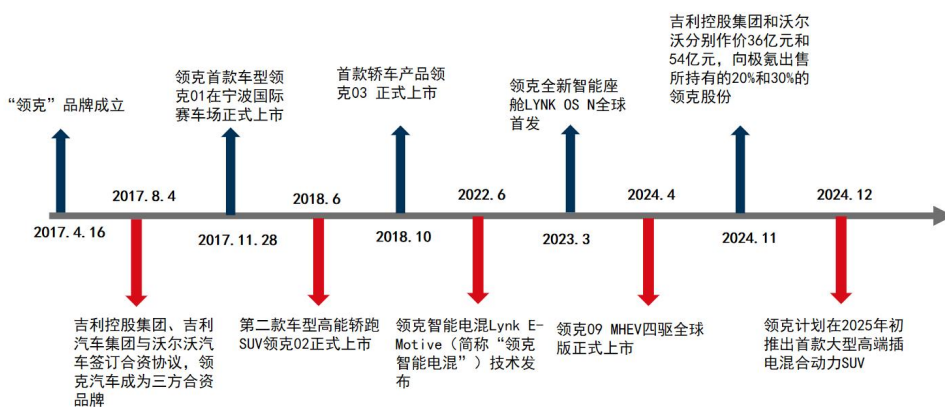 吉利控股集团和沃尔
沃分别作价36亿元和
54亿元，向极氪出售
所持有的20%和30%的
领克股份
领克首款车型领
克01在宁波国际
赛车场正式上市
首款轿车产品领
克03 正式上市
领克全新智能座
舱LYNK OS N全球
首发
“领克”品牌成立
2017.8.4
2018.6
2022.6
2024.4
2024.12
2017.4.16
2017.11.28
2018.10
2023.3
2024.11
吉利控股集团、吉利
汽车集团与沃尔沃汽
车签订合资协议，领
克汽车成为三方合资
品牌
第二款车型高能轿跑
SUV领克02正式上市
领克智能电混Lynk E-
Motive（简称“领克
智能电混”）技术发
布
领克09 MHEV四驱全球
版正式上市
领克计划在2025年初
推出首款大型高端插
电混合动力SUV